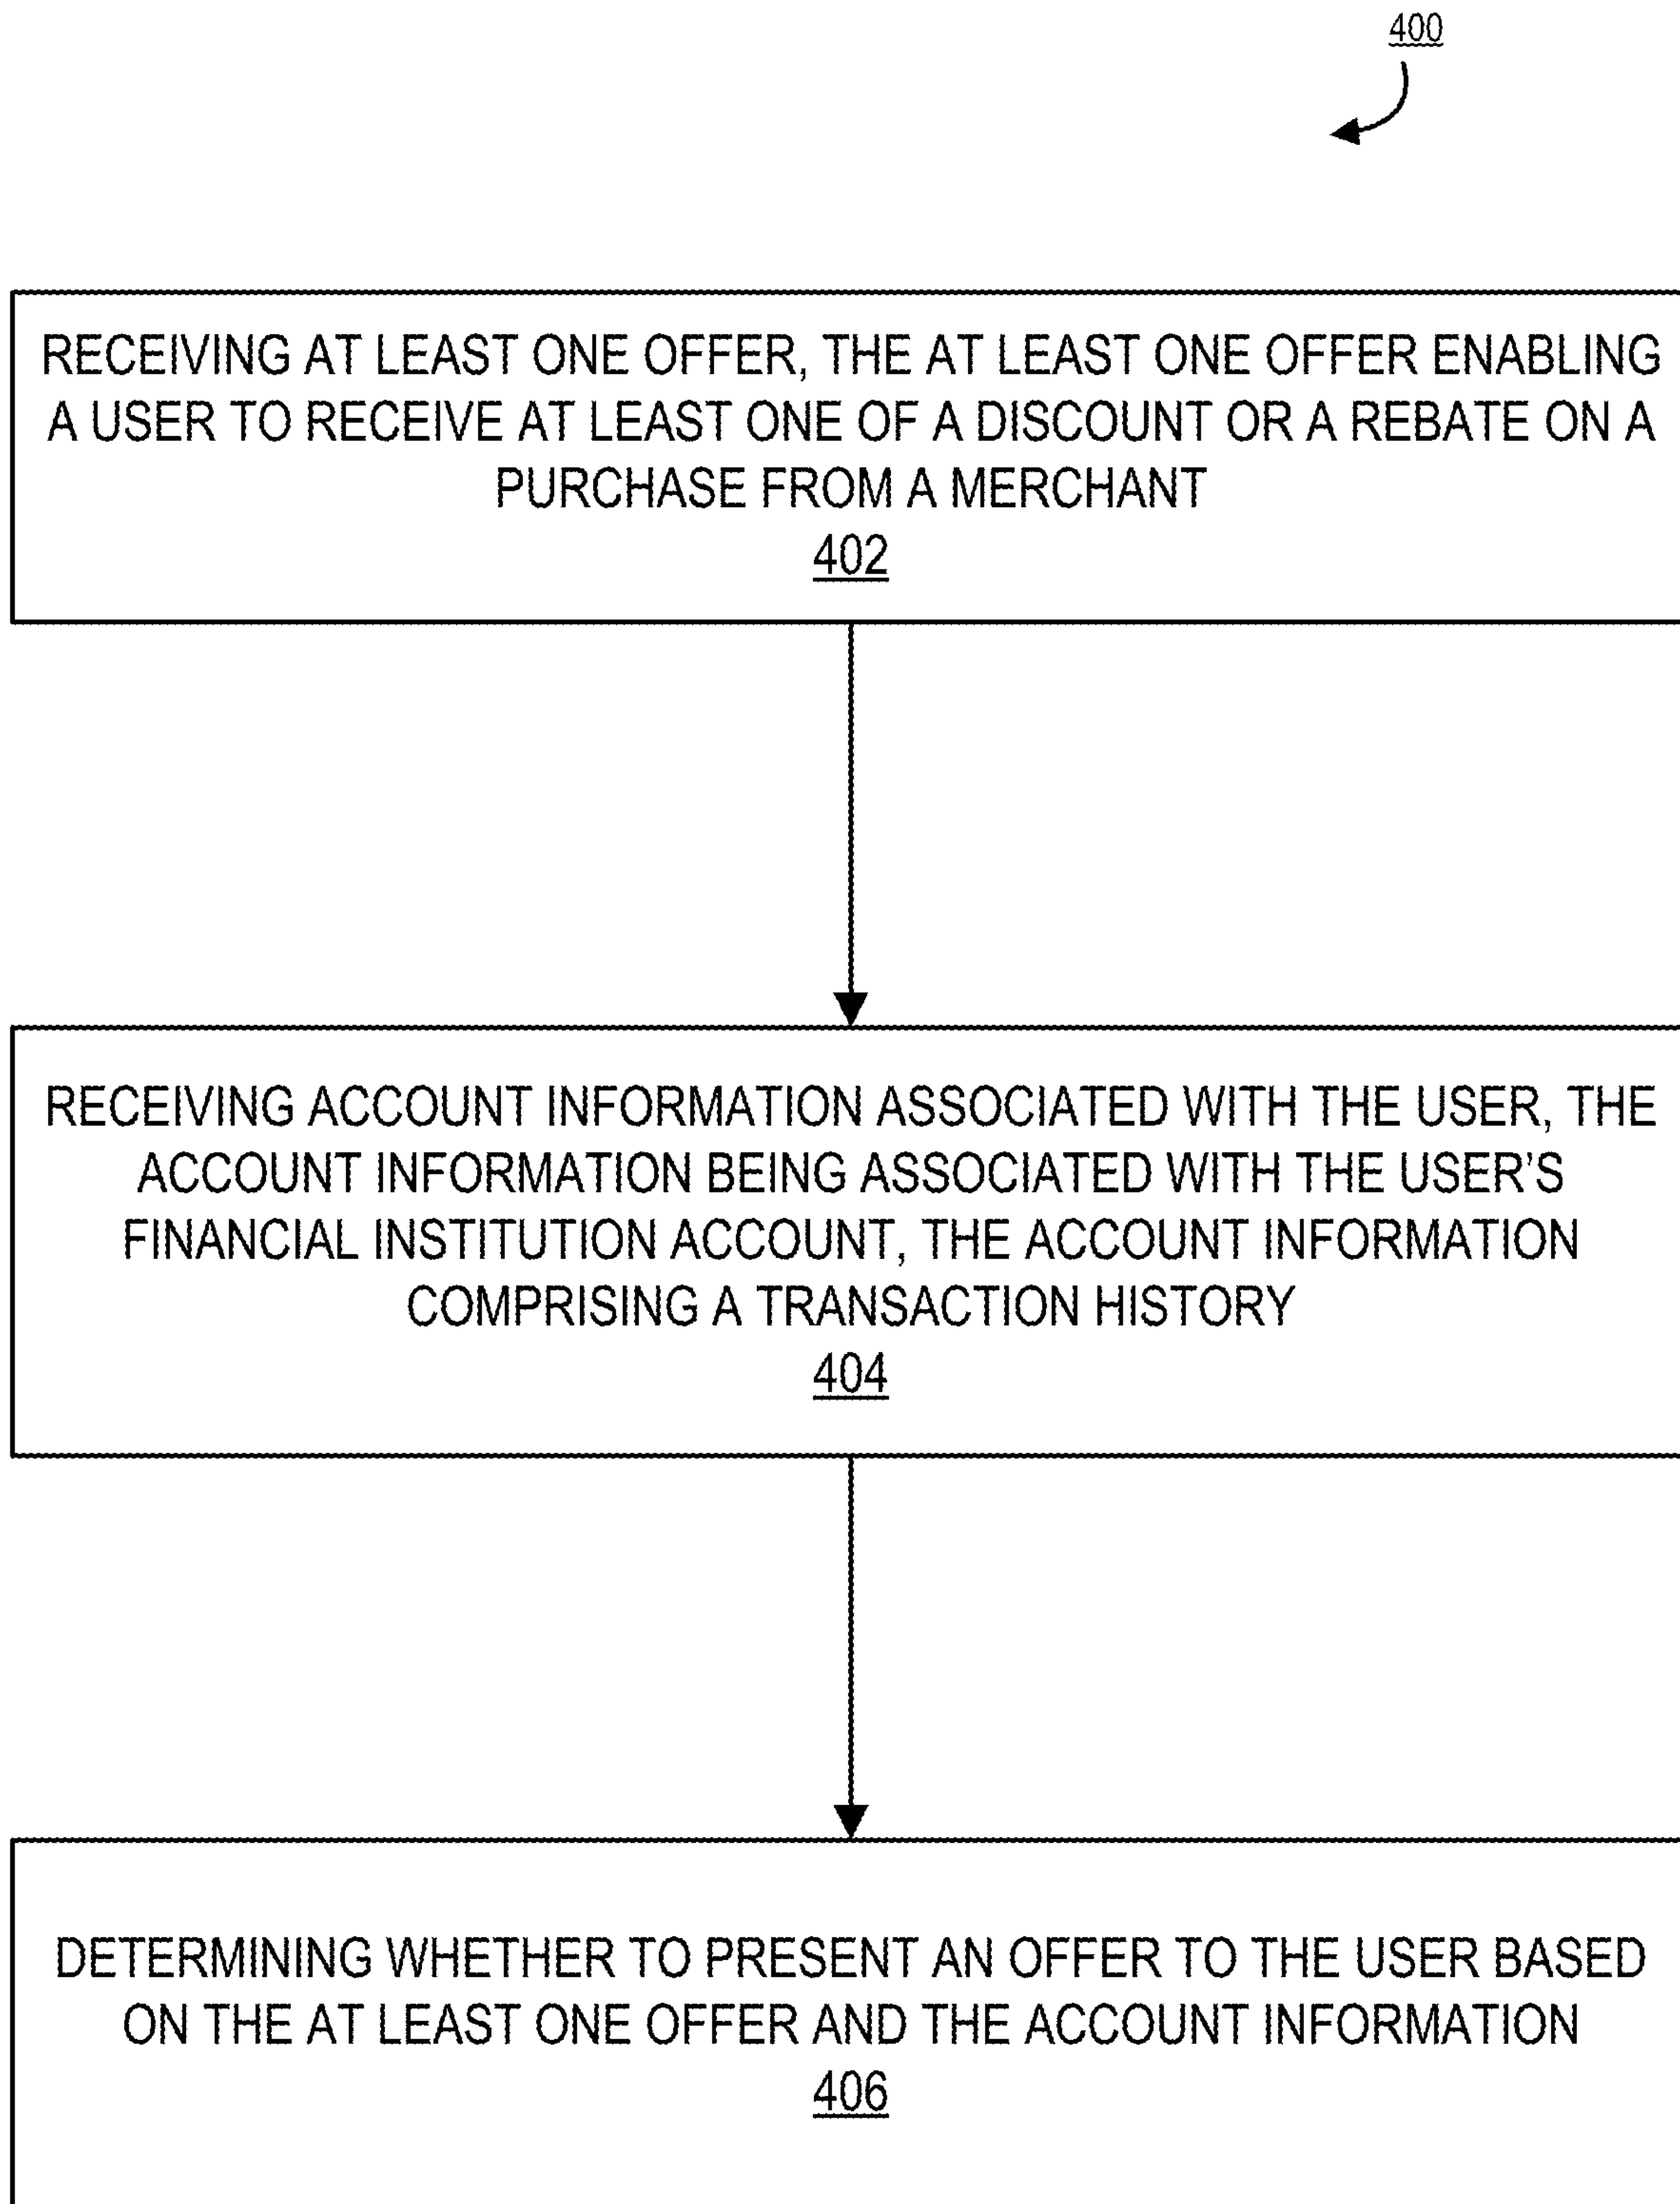 400
RECEIVING AT LEAST ONE OFFER, THE AT LEAST ONE OFFER ENABLING
A USER TO RECEIVE AT LEAST ONE OF A DISCOUNT OR A REBATE ON A
PURCHASE FROM A MERCHANT
402
RECEIVING ACCOUNT INFORMATION ASSOCIATED WITH THE USER, THE
ACCOUNT INFORMATION BEING ASSOCIATED WITH THE USER’S
FINANCIAL INSTITUTION ACCOUNT, THE ACCOUNT INFORMATION
COMPRISING A TRANSACTION HISTORY
404
DETERMINING WHETHER TO PRESENT AN OFFER TO THE USER BASED
ON THE AT LEAST ONE OFFER AND THE ACCOUNT INFORMATION
406